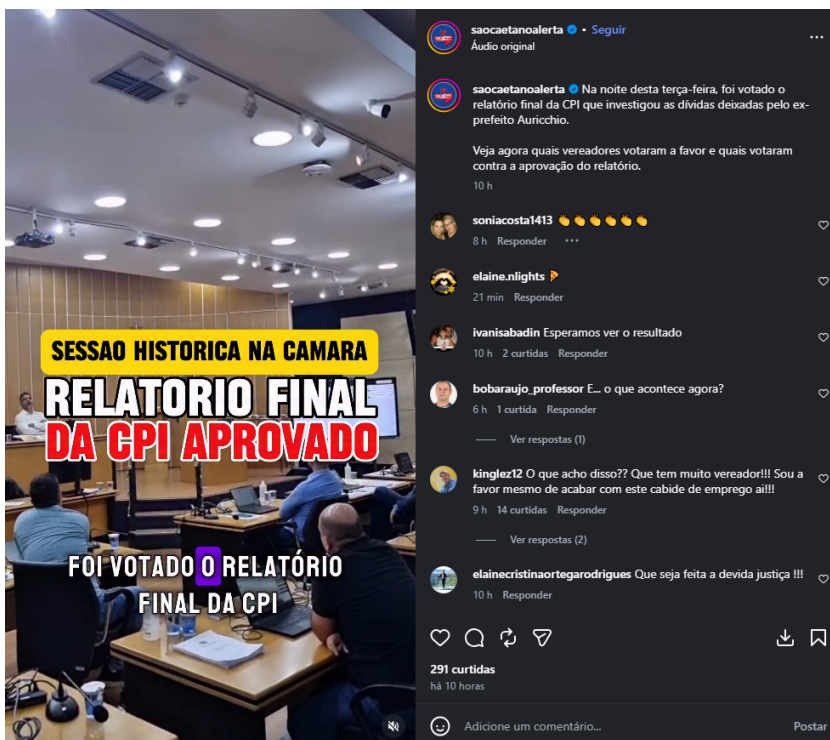 SESSAO HISTORICA NA CAMARA
RELATORIO FINAL
DA CPI APROVADO
FOI VOTADO O RELATÓRIO
FINAL DA CPI
saocaetanoalerta • Seguir
Áudio original
saocaetanoalerta Na noite desta terça-feira, foi votado o
relatório final da CPI que investigou as dívidas deixadas pelo ex-
prefeito Auricchio.
Veja agora quais vereadores votaram a favor e quais votaram
contra a aprovação do relatório.
10 h
soniacosta1413 👏👏👏👏👏👏
8 h Responder
elaine.nlights 🍕
21 min Responder
ivanisabadin Esperamos ver o resultado
10 h 2 curtidas Responder
bobaraujo_professor E... o que acontece agora?
6 h 1 curtida Responder
Ver respostas (1)
kinglez12 O que acho disso?? Que tem muito vereador!!! Sou a
favor mesmo de acabar com este cabide de emprego ai!!!
9 h 14 curtidas Responder
Ver respostas (2)
elainecristinaortegarodrigues Que seja feita a devida justiça !!!
10 h Responder
291 curtidas
há 10 horas
Adicione um comentário... Postar